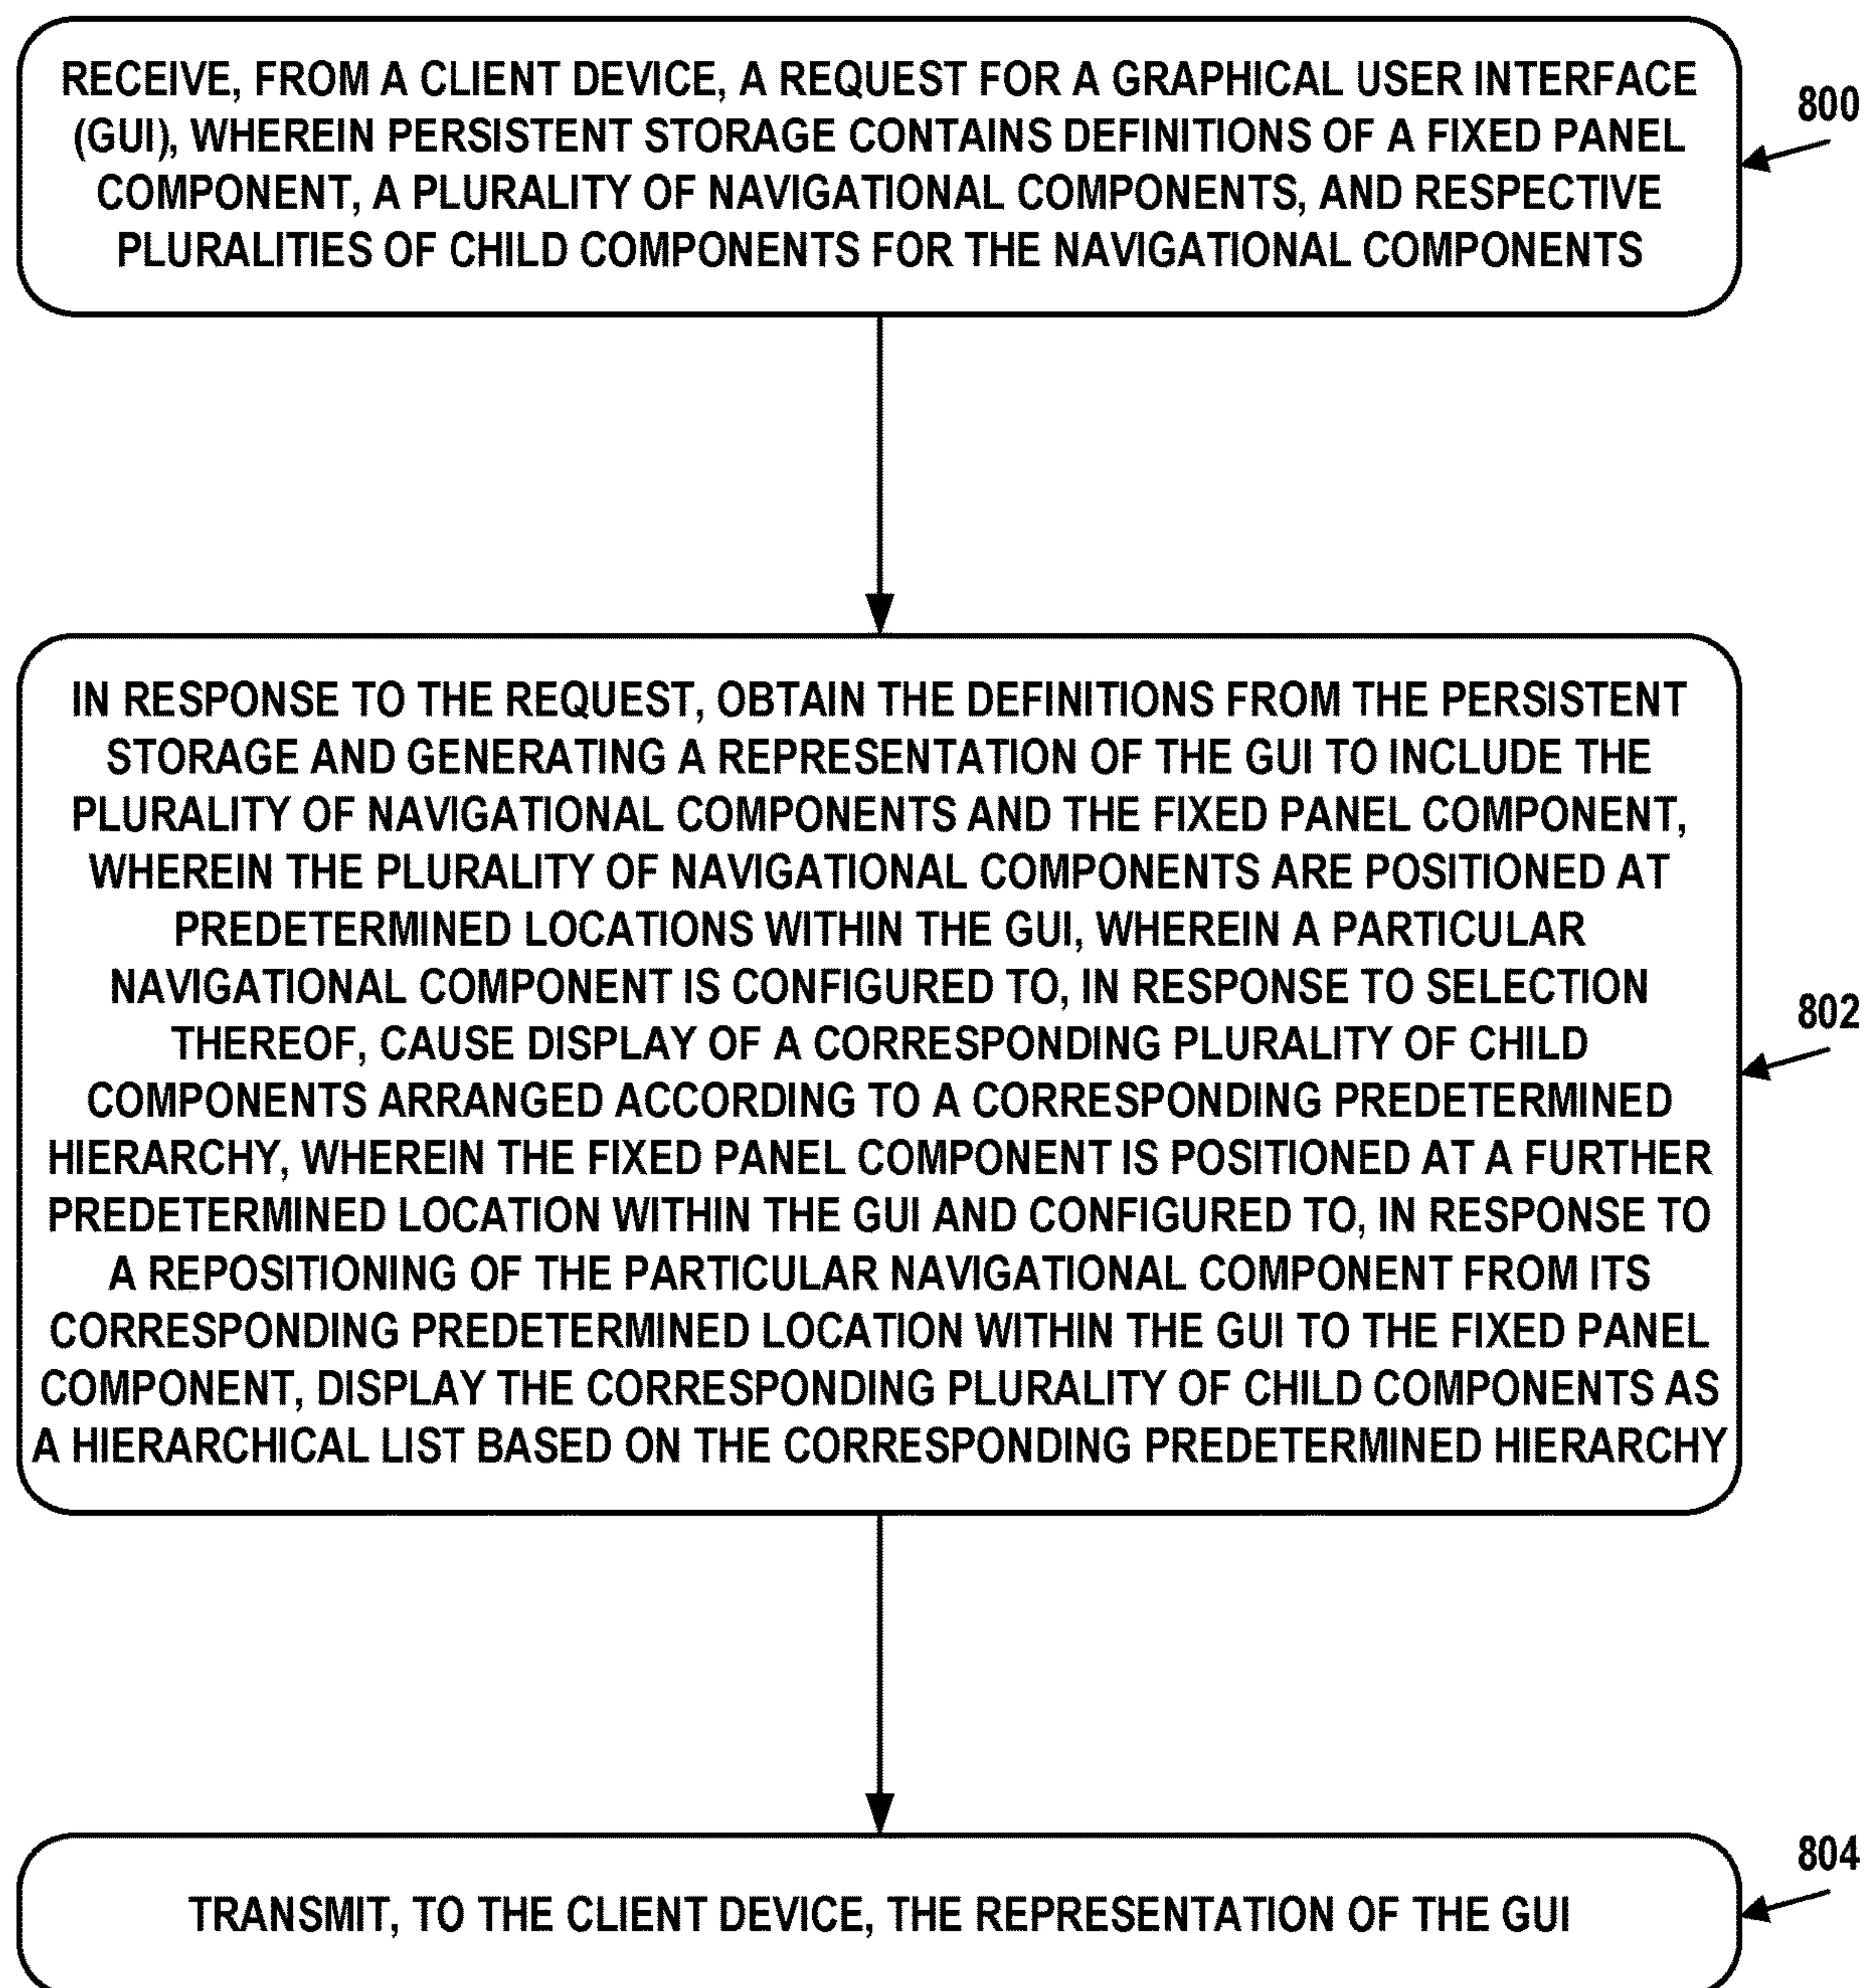 RECEIVE, FROM A CLIENT DEVICE, A REQUEST FOR A GRAPHICAL USER INTERFACE
(GUI), WHEREIN PERSISTENT STORAGE CONTAINS DEFINITIONS OF A FIXED PANEL
COMPONENT, A PLURALITY OF NAVIGATIONAL COMPONENTS, AND RESPECTIVE
PLURALITIES OF CHILD COMPONENTS FOR THE NAVIGATIONAL COMPONENTS
800
IN RESPONSE TO THE REQUEST, OBTAIN THE DEFINITIONS FROM THE PERSISTENT
STORAGE AND GENERATING A REPRESENTATION OF THE GUI TO INCLUDE THE
PLURALITY OF NAVIGATIONAL COMPONENTS AND THE FIXED PANEL COMPONENT,
WHEREIN THE PLURALITY OF NAVIGATIONAL COMPONENTS ARE POSITIONED AT
PREDETERMINED LOCATIONS WITHIN THE GUI, WHEREIN A PARTICULAR
NAVIGATIONAL COMPONENT IS CONFIGURED TO, IN RESPONSE TO SELECTION
THEREOF, CAUSE DISPLAY OF A CORRESPONDING PLURALITY OF CHILD
COMPONENTS ARRANGED ACCORDING TO A CORRESPONDING PREDETERMINED
HIERARCHY, WHEREIN THE FIXED PANEL COMPONENT IS POSITIONED AT A FURTHER
PREDETERMINED LOCATION WITHIN THE GUI AND CONFIGURED TO, IN RESPONSE TO
A REPOSITIONING OF THE PARTICULAR NAVIGATIONAL COMPONENT FROM ITS
CORRESPONDING PREDETERMINED LOCATION WITHIN THE GUI TO THE FIXED PANEL
COMPONENT, DISPLAY THE CORRESPONDING PLURALITY OF CHILD COMPONENTS AS
A HIERARCHICAL LIST BASED ON THE CORRESPONDING PREDETERMINED HIERARCHY
802
TRANSMIT, TO THE CLIENT DEVICE, THE REPRESENTATION OF THE GUI
804